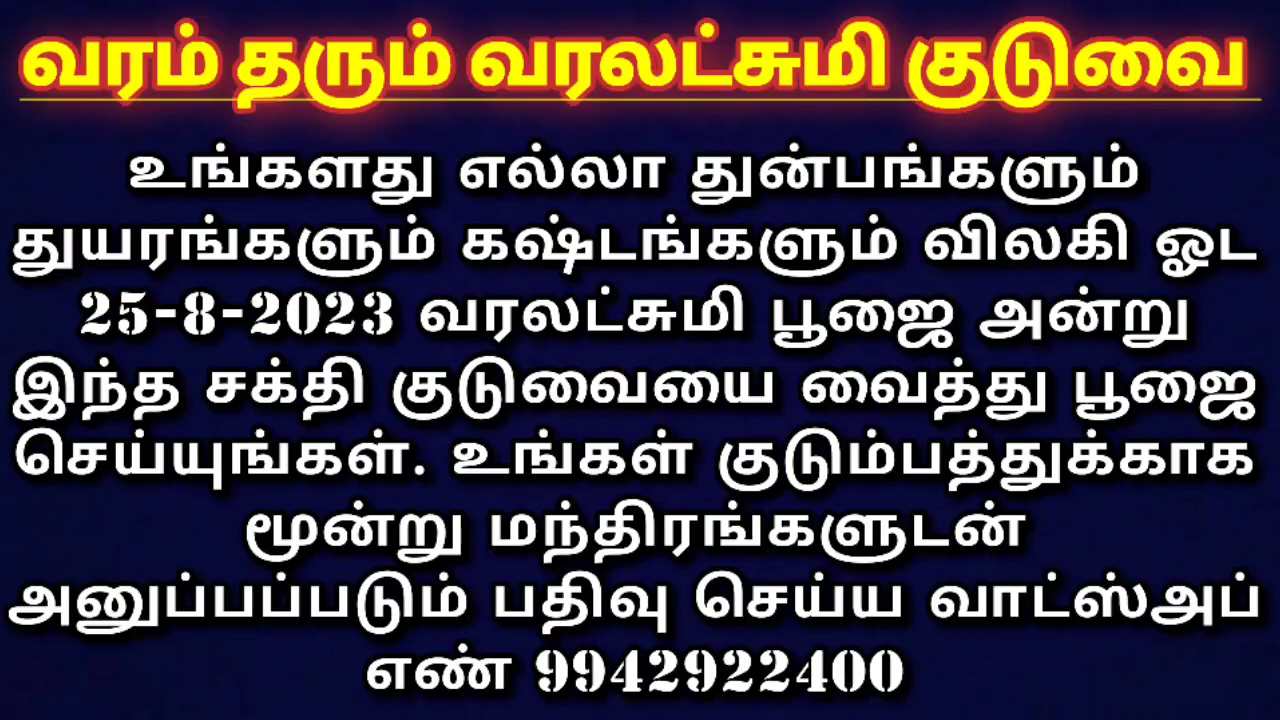 வரம் தரும் வரலட்சுமி குடுவை
உங்களது எல்லா துன்பங்களும்
துயரங்களும் கஷ்டங்களும் விலகி ஓட
25-8-2023 வரலட்சுமி பூஜை அன்று
இந்த சக்தி குடுவையை வைத்து பூஜை
செய்யுங்கள். உங்கள் குடும்பத்துக்காக
மூன்று மந்திரங்களுடன்
அனுப்பப்படும் பதிவு செய்ய வாட்ஸ்அப்
எண் 9942922400